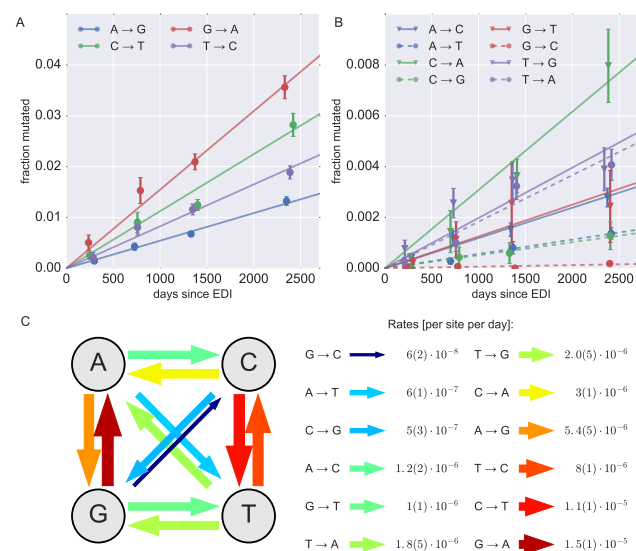 A
A → G G → A
C → T T → C
fraction mutated
0.04
0.03
0.02
0.01
0.00
0 500 1000 1500 2000 2500
days since EDI
B
A → C G → T
A → T G → C
C → A T → G
C → G T → A
fraction mutated
0.008
0.006
0.004
0.002
0.000
0 500 1000 1500 2000 2500
days since EDI
C
A C
G T
Rates [per site per day]:
G → C 6(2) · 10⁻⁸ T → G 2.0(5) · 10⁻⁶
A → T 6(1) · 10⁻⁷ C → A 3(1) · 10⁻⁶
C → G 5(3) · 10⁻⁷ A → G 5.4(5) · 10⁻⁶
A → C 1.2(2) · 10⁻⁶ T → C 8(1) · 10⁻⁶
G → T 1(1) · 10⁻⁶ C → T 1.1(1) · 10⁻⁵
T → A 1.8(5) · 10⁻⁶ G → A 1.5(1) · 10⁻⁵